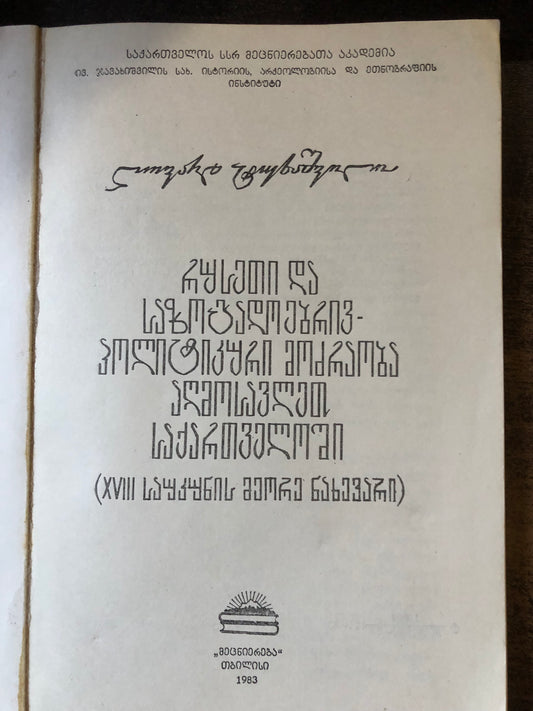 საქართველოს სსრ მეცნიერებათა აკადემია
ივ. ჯავახიშვილის სახ. ისტორიის, არქეოლოგიისა და ეთნოგრაფიის
ინსტიტუტი
რუსეთი და
საზოგადოებრივ-
პოლიტიკური მოძრაობა
აღმოსავლეთ
საქართველოში
(XVIII საუკუნის მეორე ნახევარი)
„მეცნიერება“
თბილისი
1983